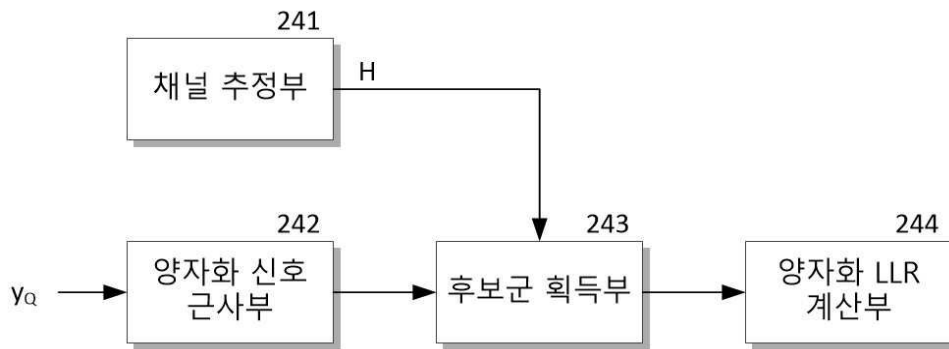 241
채널 추정부
H
242
243
244
y_Q
양자화 신호
근사부
후보군 획득부
양자화 LLR
계산부